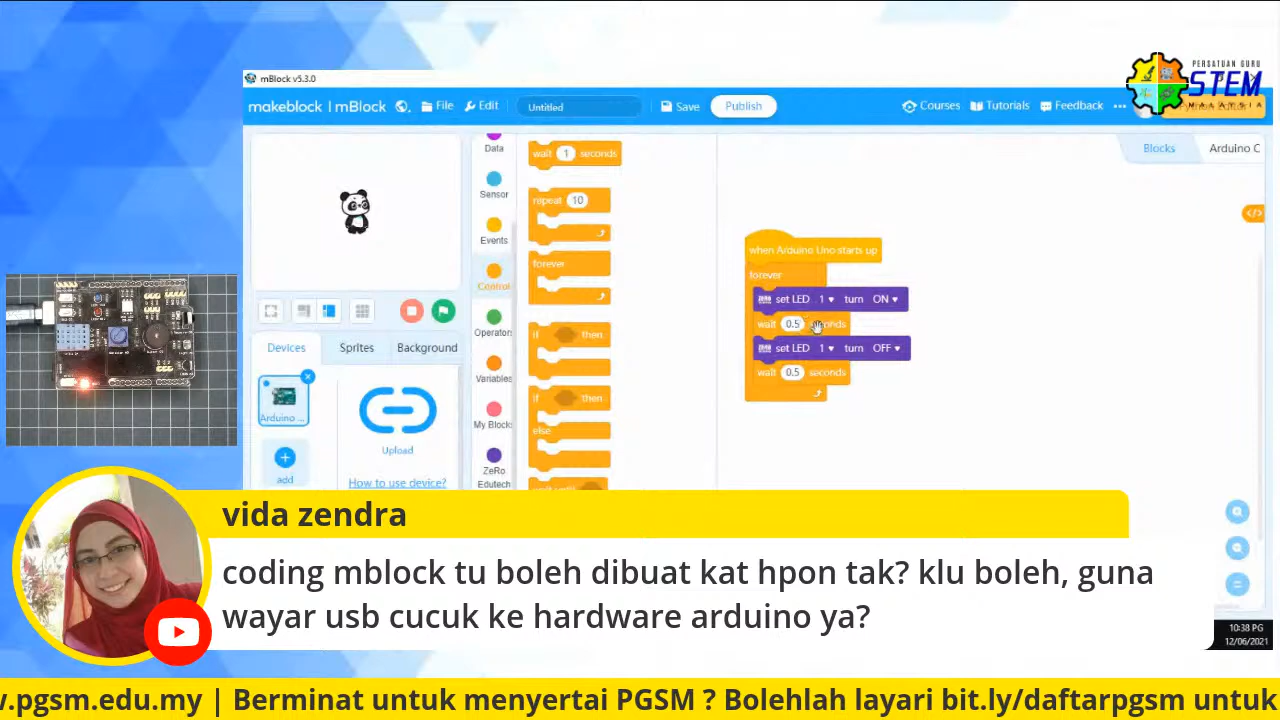 PERSATUAN GURU
STEM
MALAYSIA
mBlock v5.3.0
makeblock | mBlock
File
Edit
Untitled
Save
Publish
Courses
Tutorials
Feedback
Python Editor
Data
Sensor
Events
Control
Operators
Variables
My Blocks
ZeRo
Edutech
wait 1 seconds
repeat 10
forever
if then
if then
else
Blocks
Arduino C
when Arduino Uno starts up
forever
set LED 1 turn ON
wait 0.5 seconds
set LED 1 turn OFF
wait 0.5 seconds
Devices
Sprites
Background
Arduino ...
add
Upload
How to use device?
vida zendra
coding mblock tu boleh dibuat kat hpon tak? klu boleh, guna
wayar usb cucuk ke hardware arduino ya?
10:38 PG
12/06/2021
w.pgsm.edu.my | Berminat untuk menyertai PGSM ? Bolehlah layari bit.ly/daftarpgsm untuk